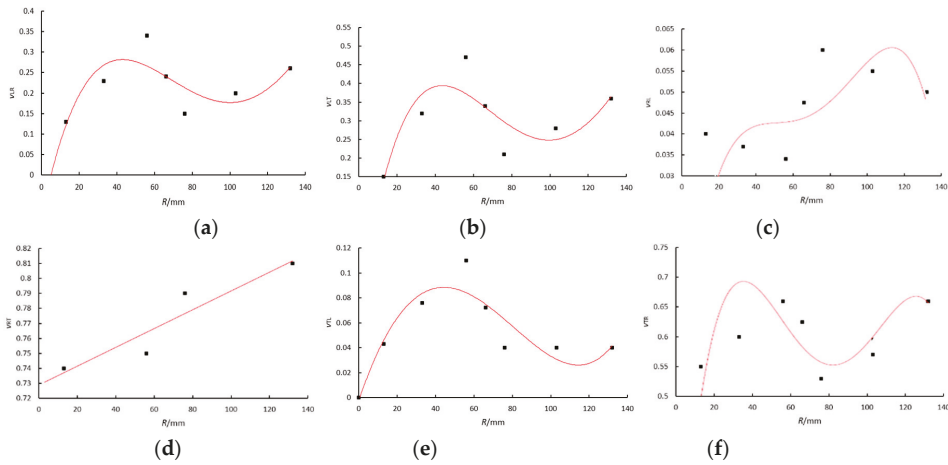 0.4
0.35
0.3
0.25
0.2
0.15
0.1
0.05
0
νLR
0 20 40 60 80 100 120 140
R/mm
(a)
0.55
0.5
0.45
0.4
0.35
0.3
0.25
0.2
0.15
νLT
0 20 40 60 80 100 120 140
R/mm
(b)
0.065
0.06
0.055
0.05
0.045
0.04
0.035
0.03
νRL
0 20 40 60 80 100 120 140
R/mm
(c)
0.82
0.81
0.8
0.79
0.78
0.77
0.76
0.75
0.74
0.73
0.72
νRT
0 20 40 60 80 100 120 140
R/mm
(d)
0.12
0.1
0.08
0.06
0.04
0.02
0
νTL
0 20 40 60 80 100 120 140
R/mm
(e)
0.75
0.7
0.65
0.6
0.55
0.5
νTR
0 20 40 60 80 100 120 140
R/mm
(f)